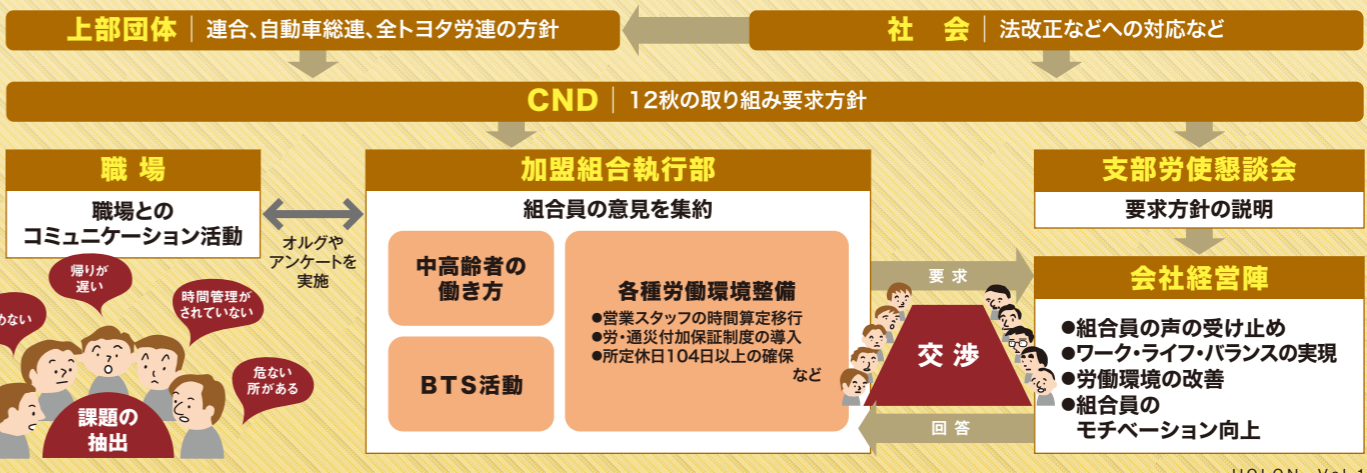 上部団体｜連合、自動車総連、全トヨタ労連の方針
社　会｜法改正などへの対応など
CND｜12秋の取り組み要求方針
職 場
職場との
コミュニケーション活動
オルグや
アンケートを
実施
帰りが
遅い
時間管理が
されていない
危ない
所がある
課題の
抽出
加盟組合執行部
組合員の意見を集約
中高齢者の
働き方
BTS活動
各種労働環境整備
●営業スタッフの時間算定移行
●労・通災付加保証制度の導入
●所定休日104日以上の確保
など
要 求
交 渉
回 答
支部労使懇談会
要求方針の説明
会社経営陣
●組合員の声の受け止め
●ワーク・ライフ・バランスの実現
●労働環境の改善
●組合員の
モチベーション向上